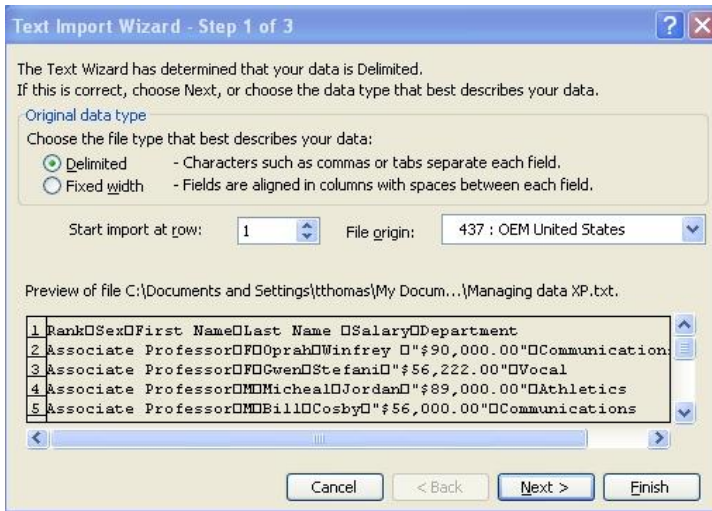 Text Import Wizard - Step 1 of 3
The Text Wizard has determined that your data is Delimited.
If this is correct, choose Next, or choose the data type that best describes your data.
Original data type
Choose the file type that best describes your data:
Delimited - Characters such as commas or tabs separate each field.
Fixed width - Fields are aligned in columns with spaces between each field.
Start import at row: 1 File origin: 437 : OEM United States
Preview of file C:\Documents and Settings\tthomas\My Docum...\Managing data XP.txt.
1 Rank□Sex□First Name□Last Name □Salary□Department
2 Associate Professor□F□Oprah□Winfrey □"$90,000.00"□Communication
3 Associate Professor□F□Gwen□Stefani□"$56,222.00"□Vocal
4 Associate Professor□M□Micheal□Jordan□"$89,000.00"□Athletics
5 Associate Professor□M□Bill□Cosby□"$56,000.00"□Communications
Cancel < Back Next > Finish